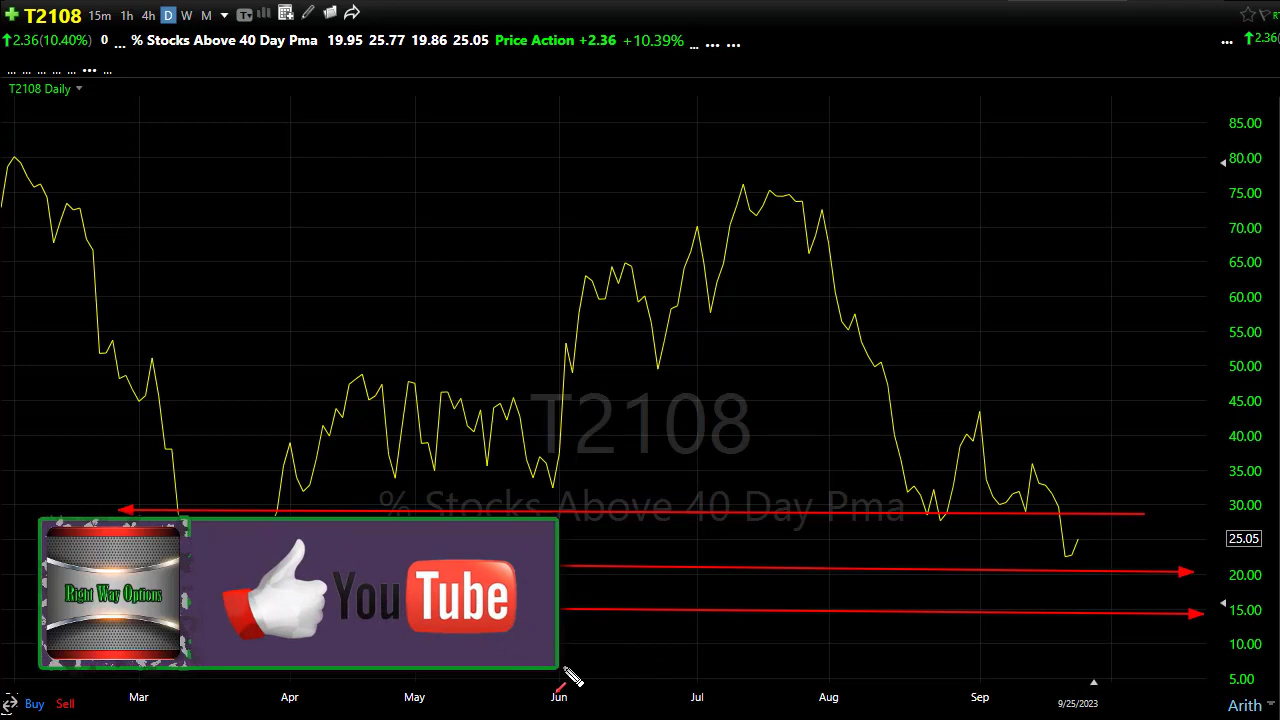 T2108 15m 1h 4h D W M
2.36(10.40%) 0 ... % Stocks Above 40 Day Pma 19.95 25.77 19.86 25.05 Price Action +2.36 +10.39% ... ... ... ... 2.36(
... ... ... ... ... ... ...
T2108 Daily
85.00
80.00
75.00
70.00
65.00
60.00
55.00
50.00
45.00
40.00
35.00
30.00
25.05
20.00
15.00
10.00
5.00
T2108
% Stocks Above 40 Day Pma
Right Way Options
YouTube
Mar Apr May Jun Jul Aug Sep
Buy Sell 9/25/2023 Arith